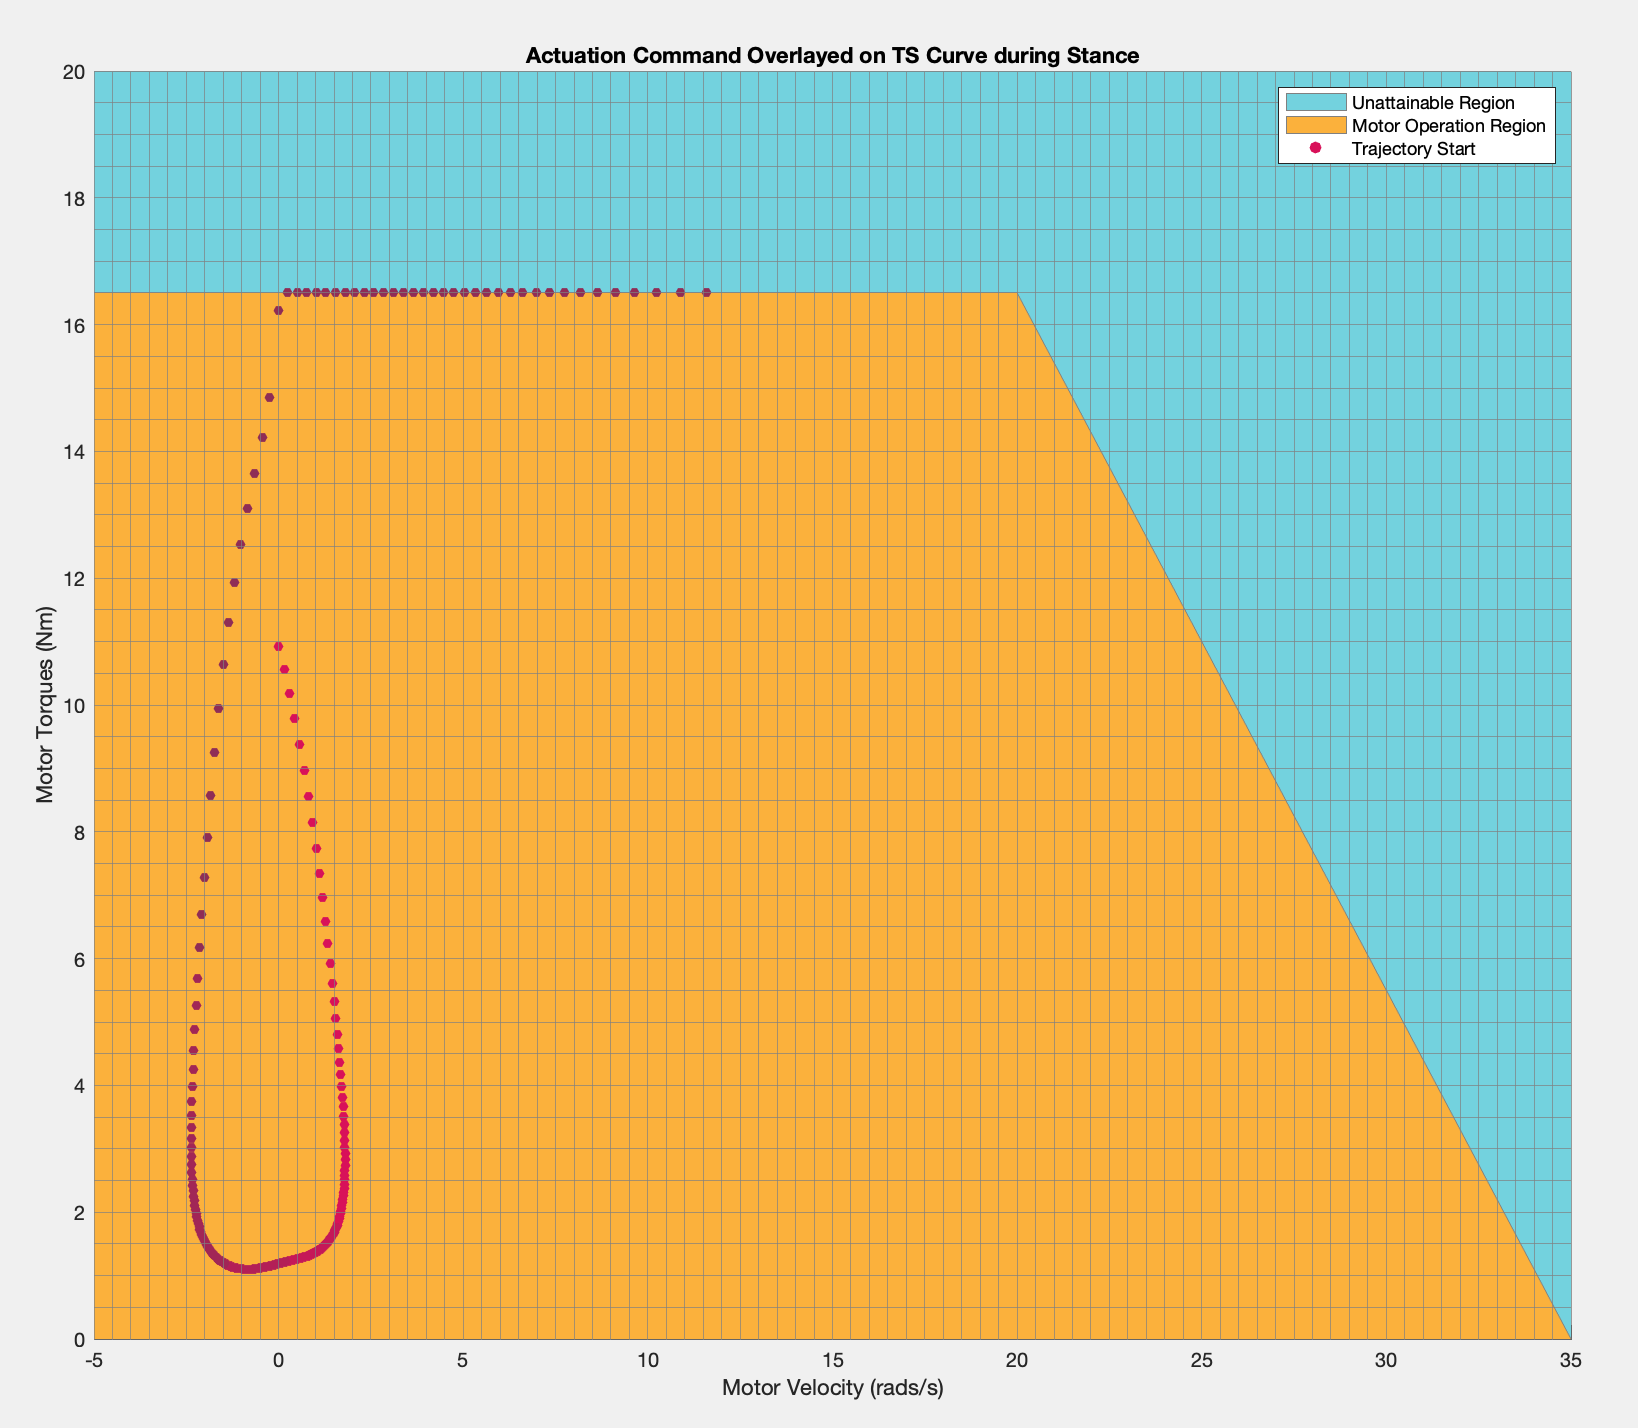 Actuation Command Overlayed on TS Curve during Stance
Unattainable Region
Motor Operation Region
Trajectory Start
20
18
16
14
12
10
8
6
4
2
0
Motor Torques (Nm)
-5 0 5 10 15 20 25 30 35
Motor Velocity (rads/s)